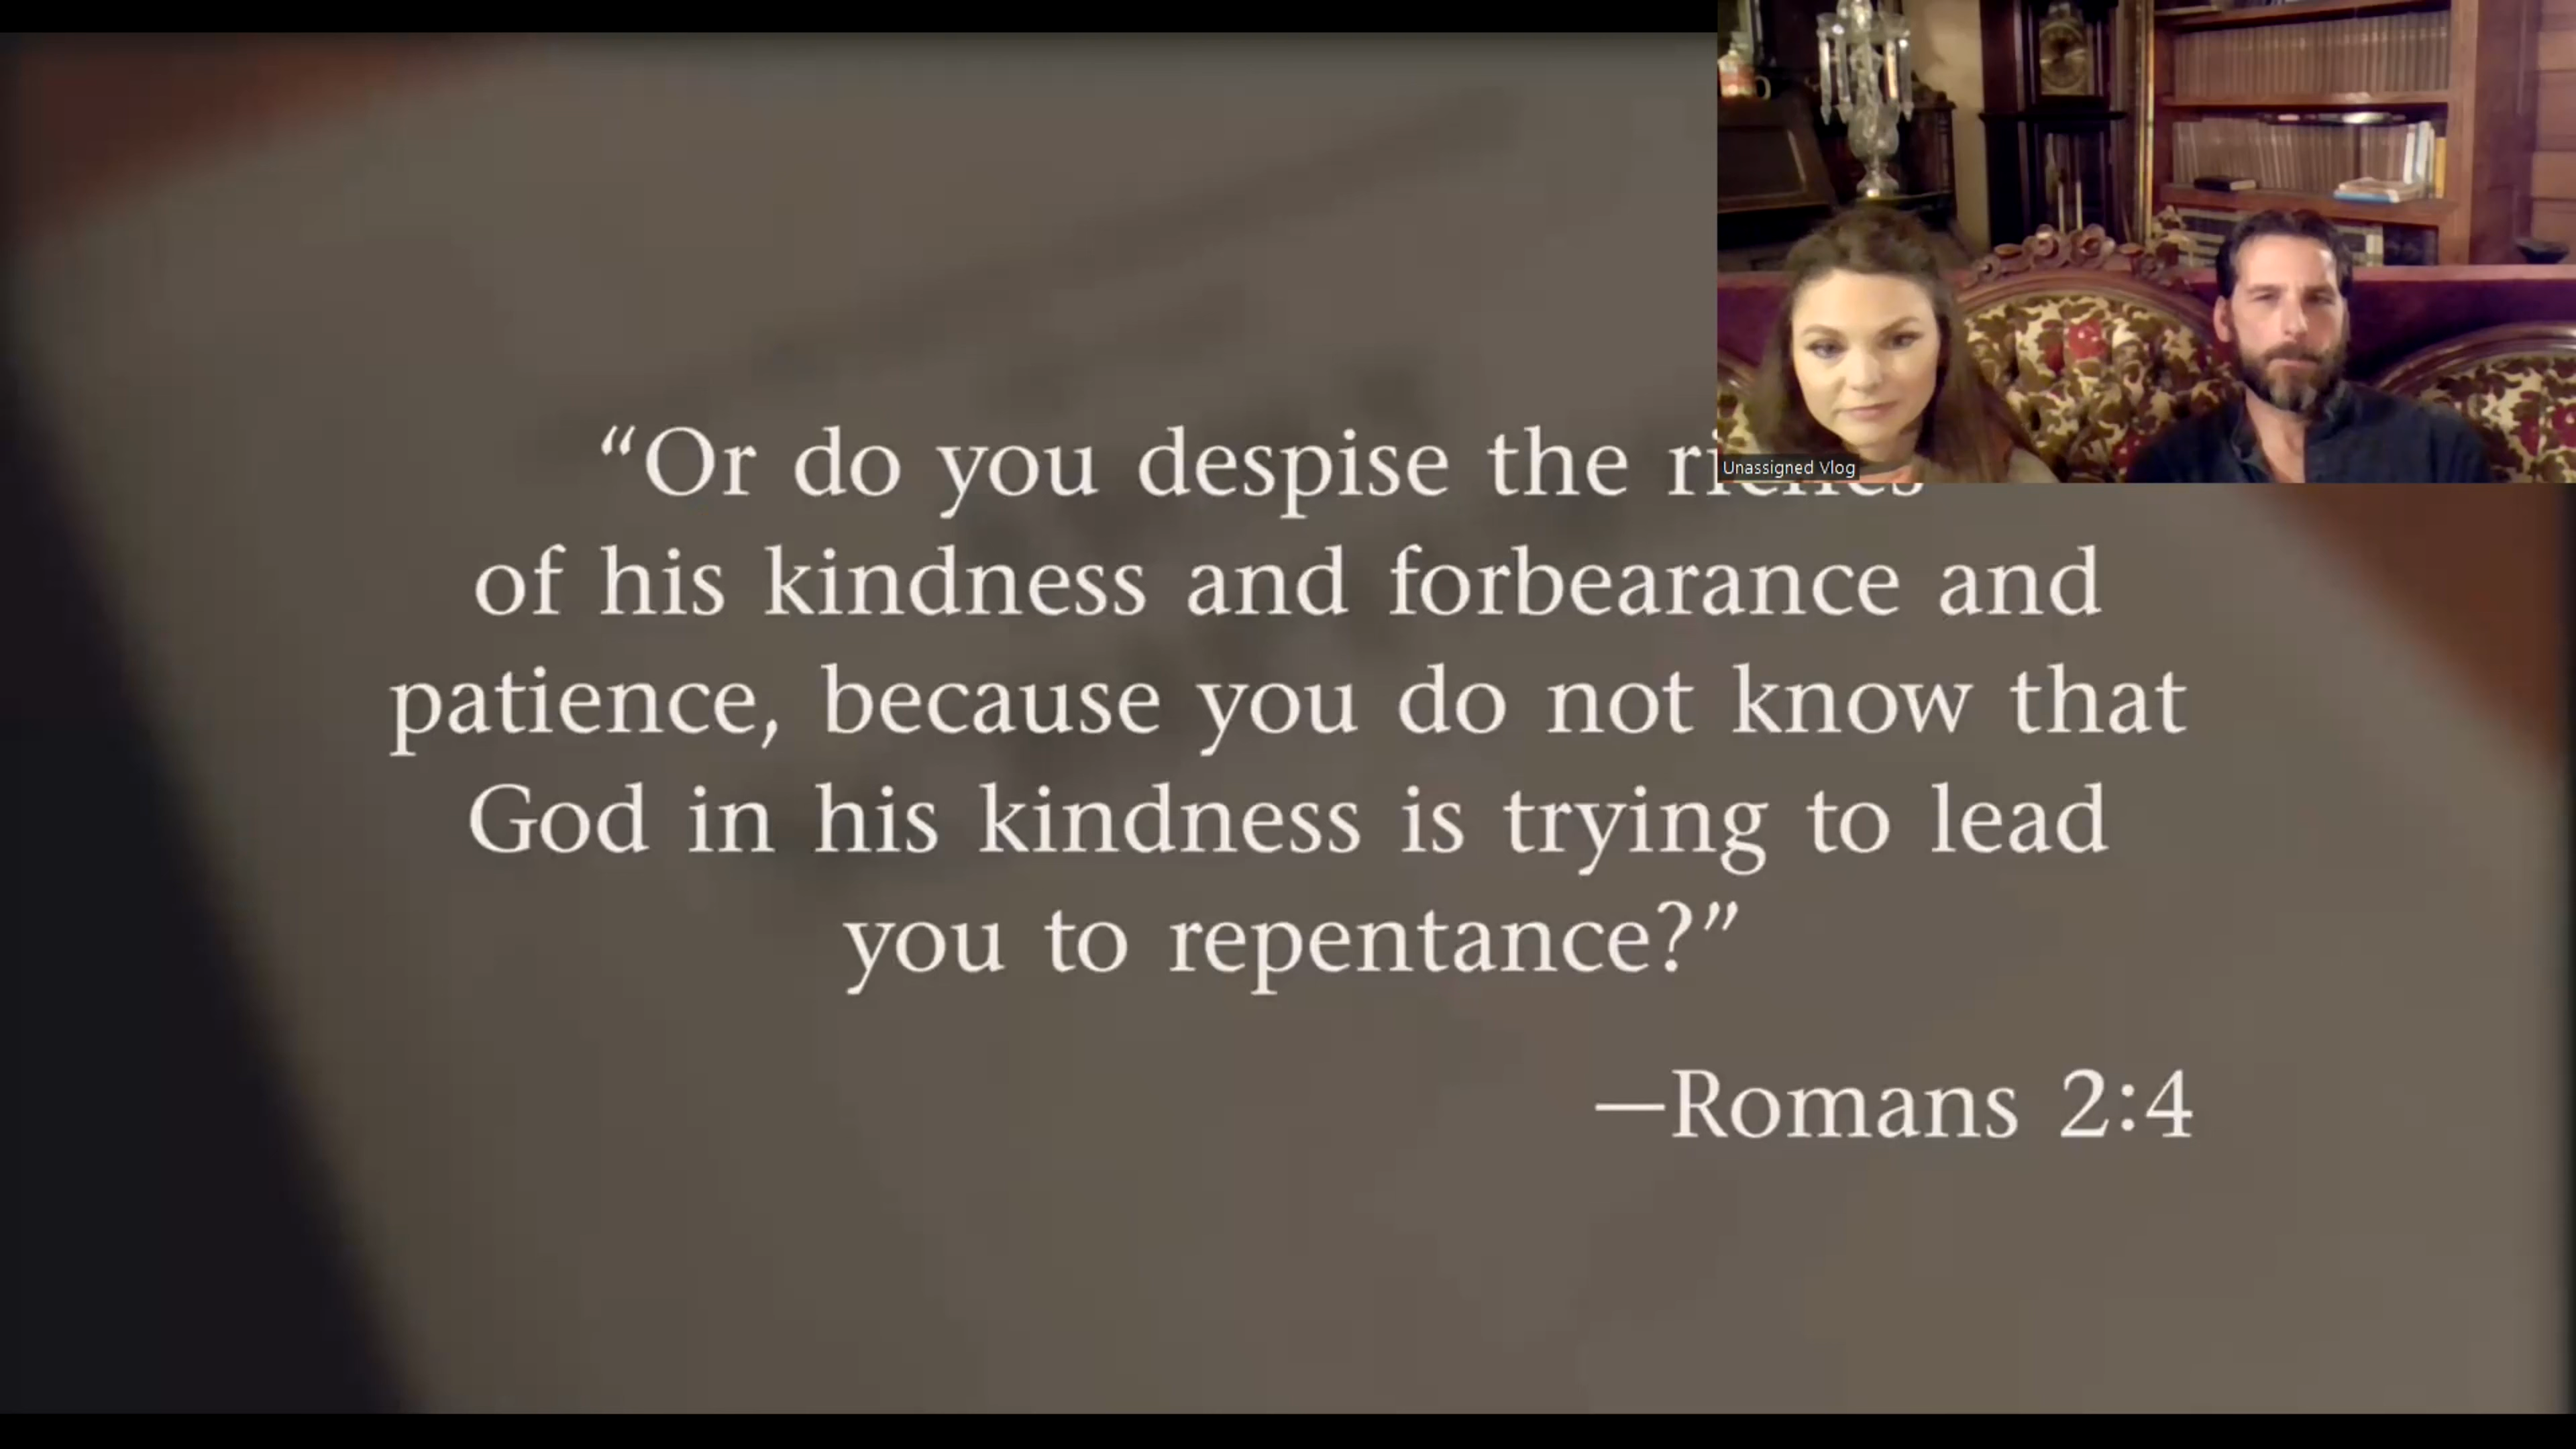 Unassigned Vlog
“Or do you despise the riches
of his kindness and forbearance and
patience, because you do not know that
God in his kindness is trying to lead
you to repentance?”
—Romans 2:4